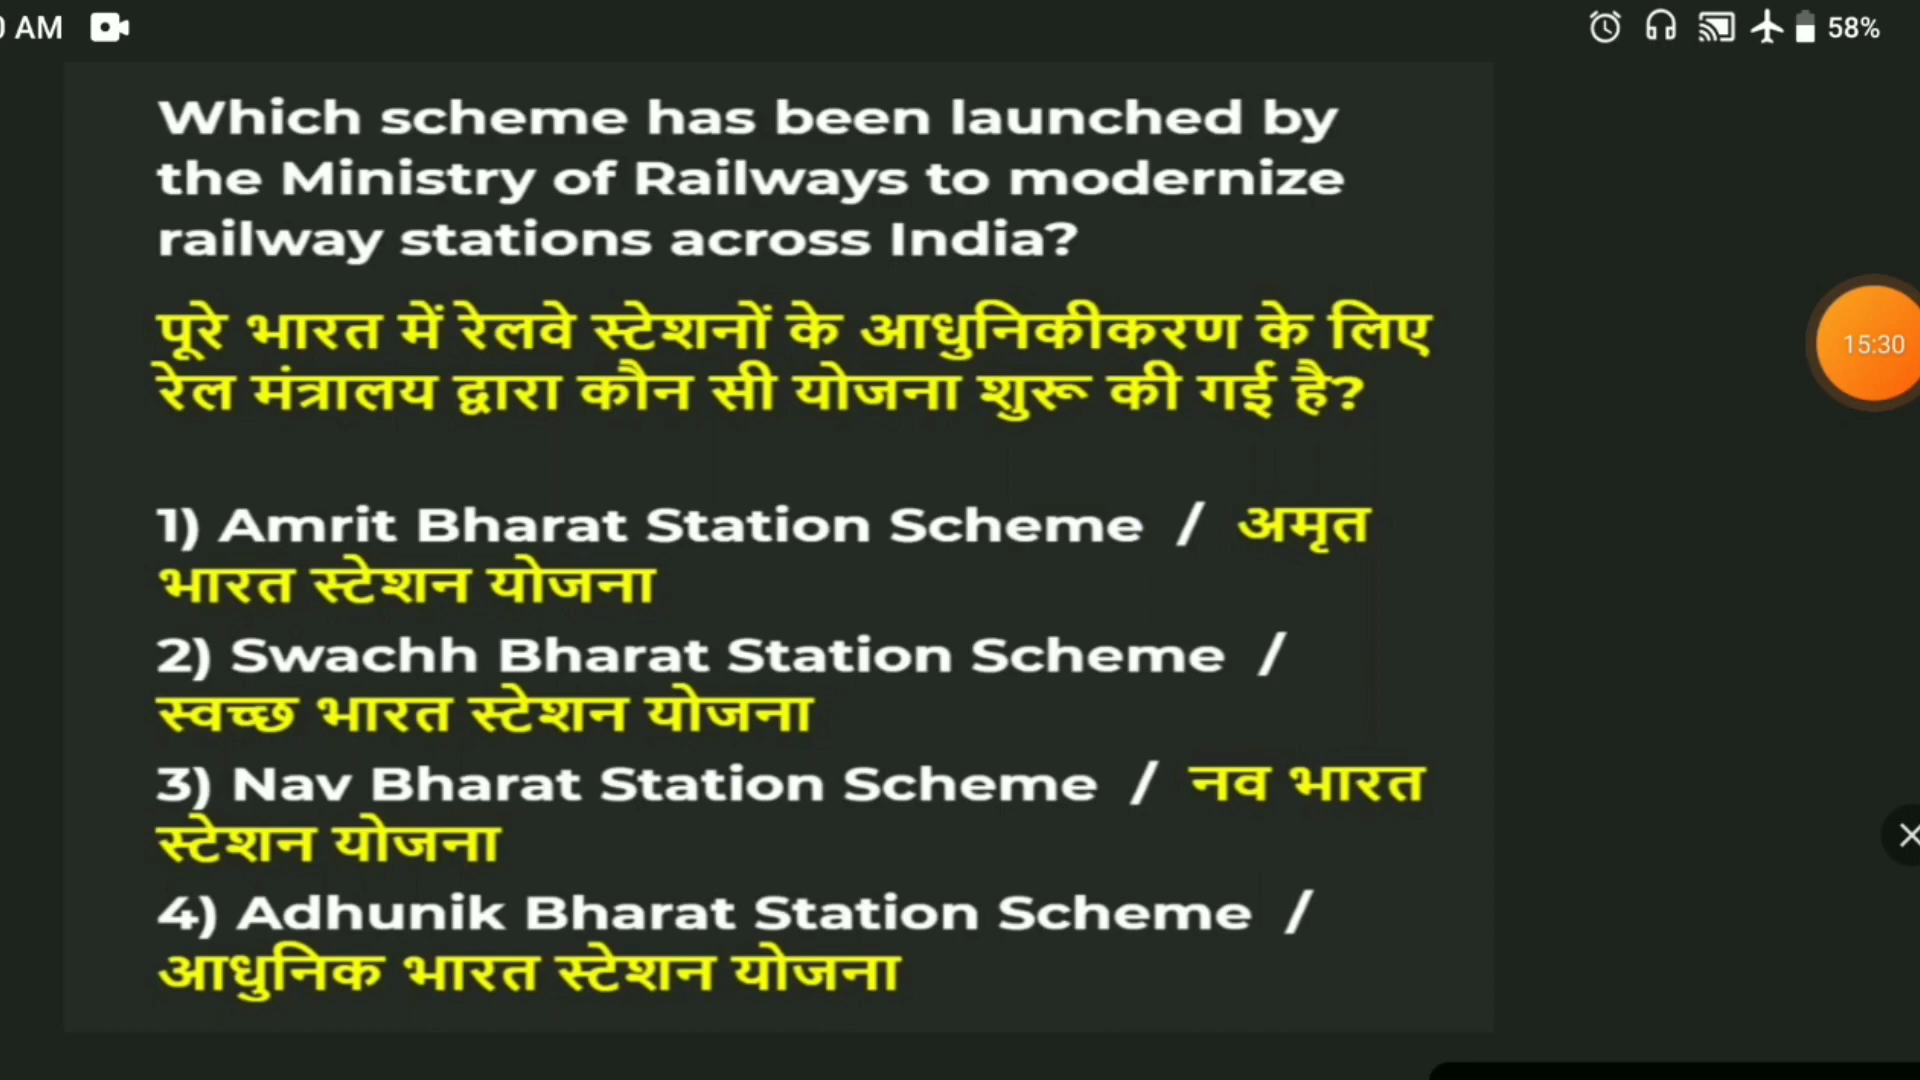 AM
58%
Which scheme has been launched by
the Ministry of Railways to modernize
railway stations across India?
पूरे भारत में रेलवे स्टेशनों के आधुनिकीकरण के लिए
रेल मंत्रालय द्वारा कौन सी योजना शुरू की गई है?
15:30
1) Amrit Bharat Station Scheme / अमृत
भारत स्टेशन योजना
2) Swachh Bharat Station Scheme /
स्वच्छ भारत स्टेशन योजना
3) Nav Bharat Station Scheme / नव भारत
स्टेशन योजना
4) Adhunik Bharat Station Scheme /
आधुनिक भारत स्टेशन योजना